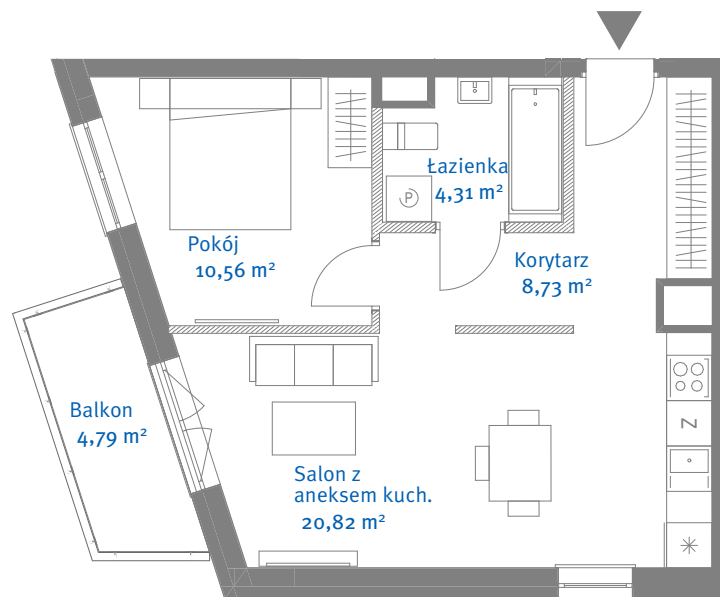 Łazienka
4,31 m²
P
Pokój
10,56 m²
Korytarz
8,73 m²
Balkon
4,79 m²
Z
Salon z
aneksem kuch.
20,82 m²